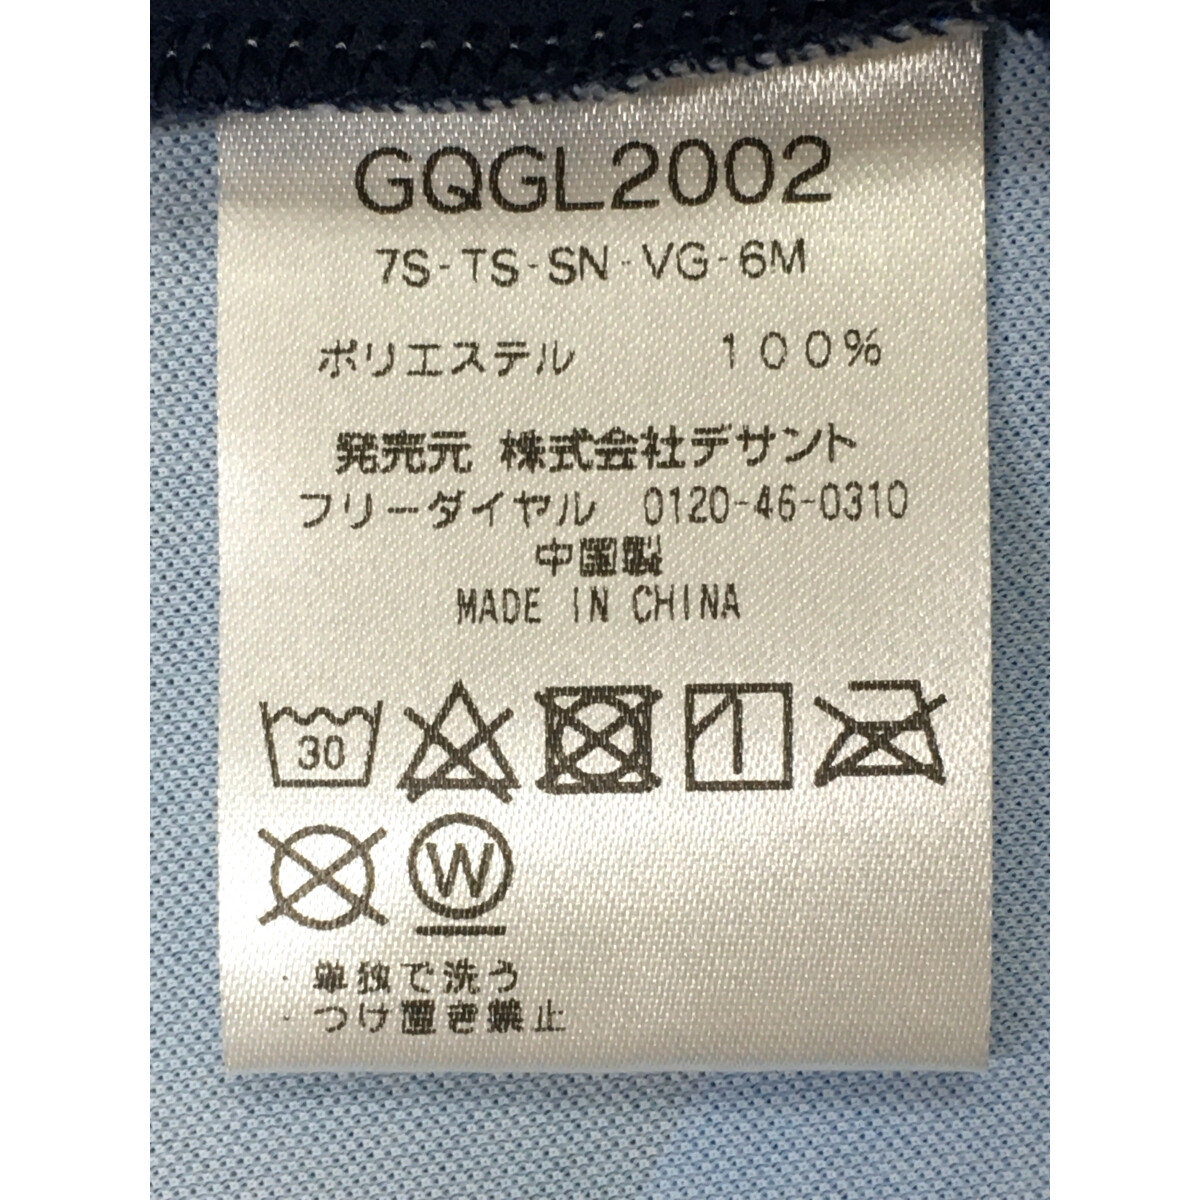 GQGL2002
7S-TS-SN-VG-6M
ポリエステル 100%
発売元 株式会社デサント
フリーダイヤル 0120-46-0310
中国製
MADE IN CHINA
30
W
・単独で洗う
・つけ置き禁止